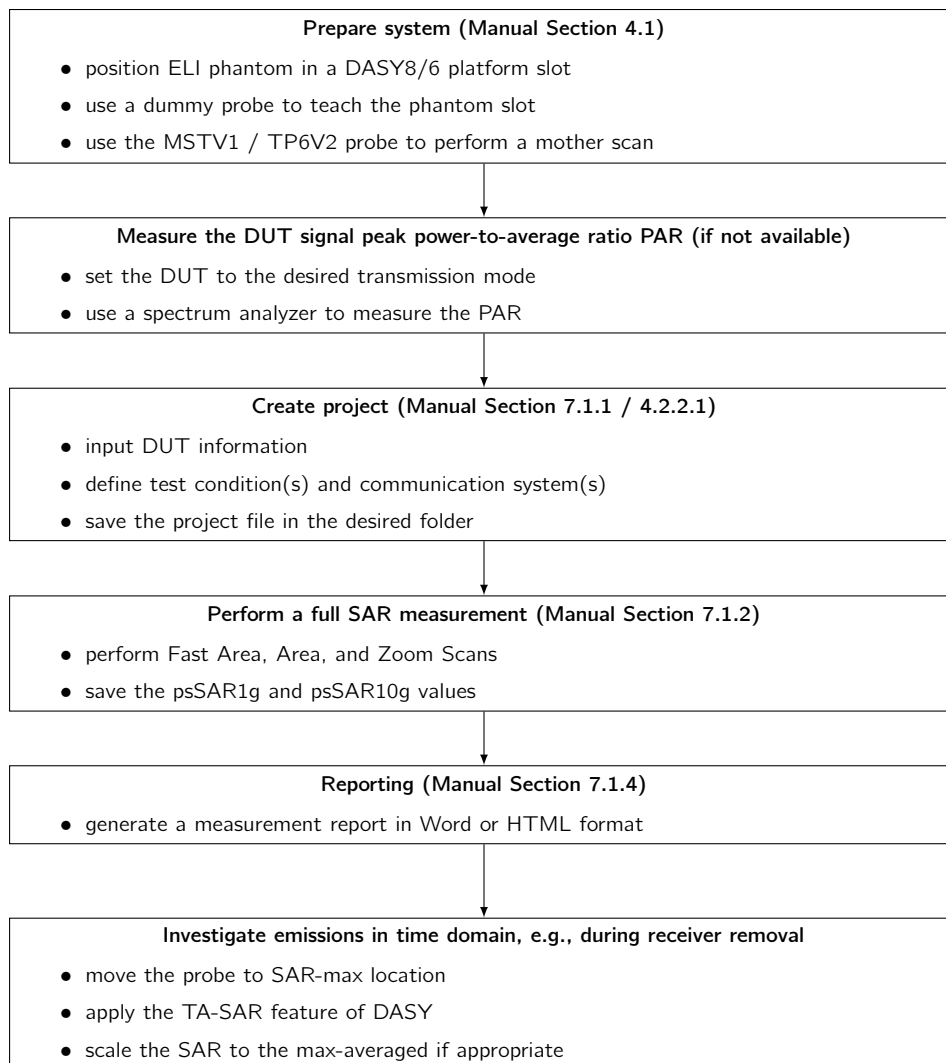 Prepare system (Manual Section 4.1)
• position ELI phantom in a DASY8/6 platform slot
• use a dummy probe to teach the phantom slot
• use the MSTV1 / TP6V2 probe to perform a mother scan
Measure the DUT signal peak power-to-average ratio PAR (if not available)
• set the DUT to the desired transmission mode
• use a spectrum analyzer to measure the PAR
Create project (Manual Section 7.1.1 / 4.2.2.1)
• input DUT information
• define test condition(s) and communication system(s)
• save the project file in the desired folder
Perform a full SAR measurement (Manual Section 7.1.2)
• perform Fast Area, Area, and Zoom Scans
• save the psSAR1g and psSAR10g values
Reporting (Manual Section 7.1.4)
• generate a measurement report in Word or HTML format
Investigate emissions in time domain, e.g., during receiver removal
• move the probe to SAR-max location
• apply the TA-SAR feature of DASY
• scale the SAR to the max-averaged if appropriate